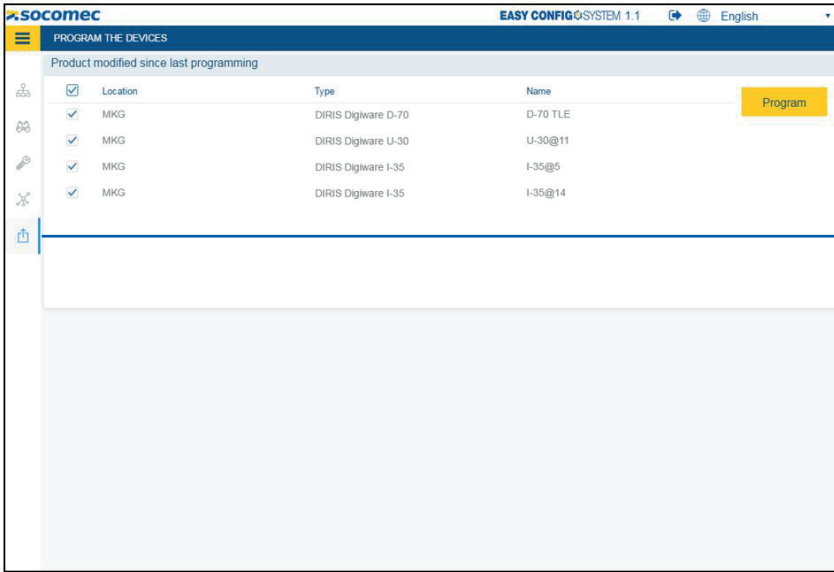 socomec EASY CONFIG SYSTEM 1.1 English
PROGRAM THE DEVICES
Product modified since last programming
Location Type Name
Program
MKG DIRIS Digiware D-70 D-70 TLE
MKG DIRIS Digiware U-30 U-30@11
MKG DIRIS Digiware I-35 I-35@5
MKG DIRIS Digiware I-35 I-35@14